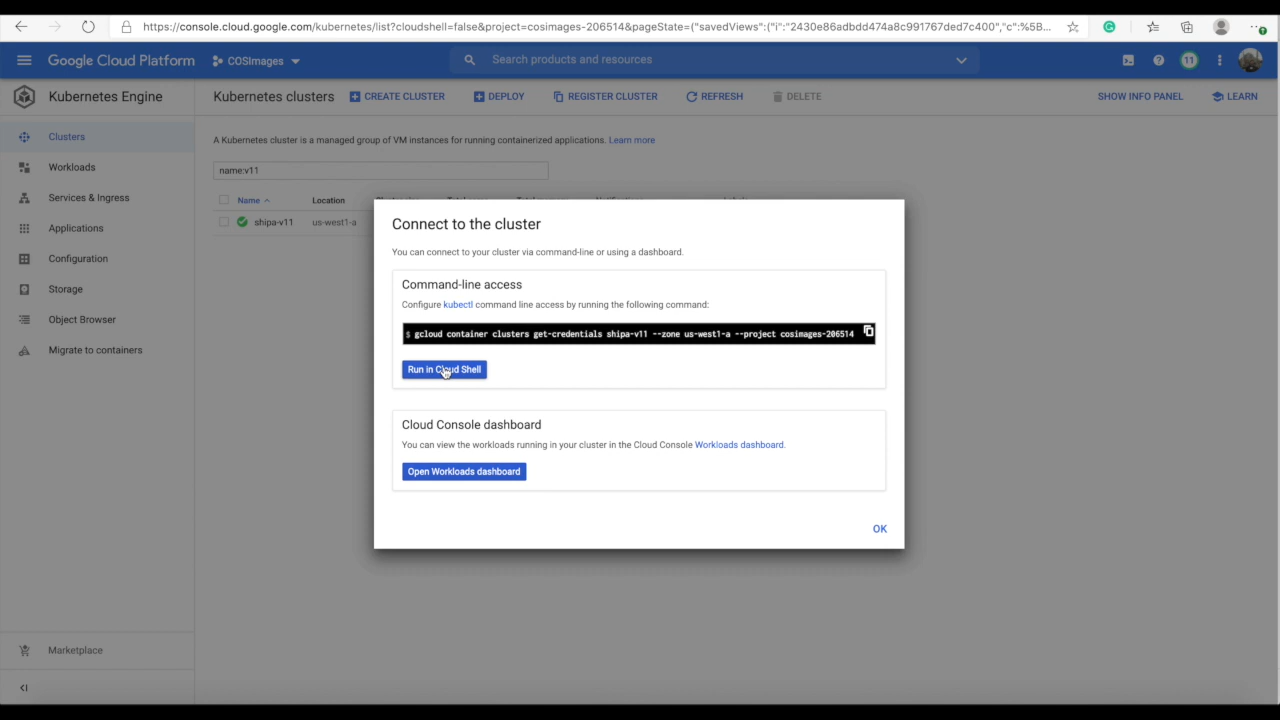 https://console.cloud.google.com/kubernetes/list?cloudshell=false&project=cosimages-206514&pageState=("savedViews":("i":"2430e86adbdd474a8c991767ded7c400","c":%5B...
Google Cloud Platform
COSImages
Search products and resources
11
Kubernetes Engine
Kubernetes clusters
CREATE CLUSTER
DEPLOY
REGISTER CLUSTER
REFRESH
DELETE
SHOW INFO PANEL
LEARN
Clusters
Workloads
Services & Ingress
Applications
Configuration
Storage
Object Browser
Migrate to containers
Marketplace
A Kubernetes cluster is a managed group of VM instances for running containerized applications. Learn more
name:v11
Name
Location
shipa-v11
us-west1-a
Connect to the cluster
You can connect to your cluster via command-line or using a dashboard.
Command-line access
Configure kubectl command line access by running the following command:
$ gcloud container clusters get-credentials shipa-v11 --zone us-west1-a --project cosimages-206514
Run in Cloud Shell
Cloud Console dashboard
You can view the workloads running in your cluster in the Cloud Console Workloads dashboard.
Open Workloads dashboard
OK